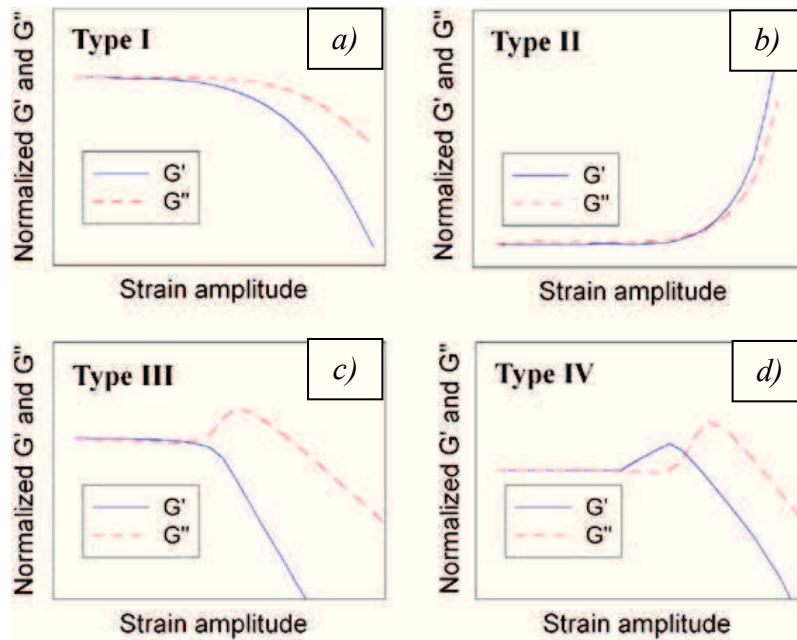 Type I
a)
Normalized G' and G"
G'
G"
Strain amplitude
Type II
b)
Normalized G' and G"
G'
G"
Strain amplitude
Type III
c)
Normalized G' and G"
G'
G"
Strain amplitude
Type IV
d)
Normalized G' and G"
G'
G"
Strain amplitude